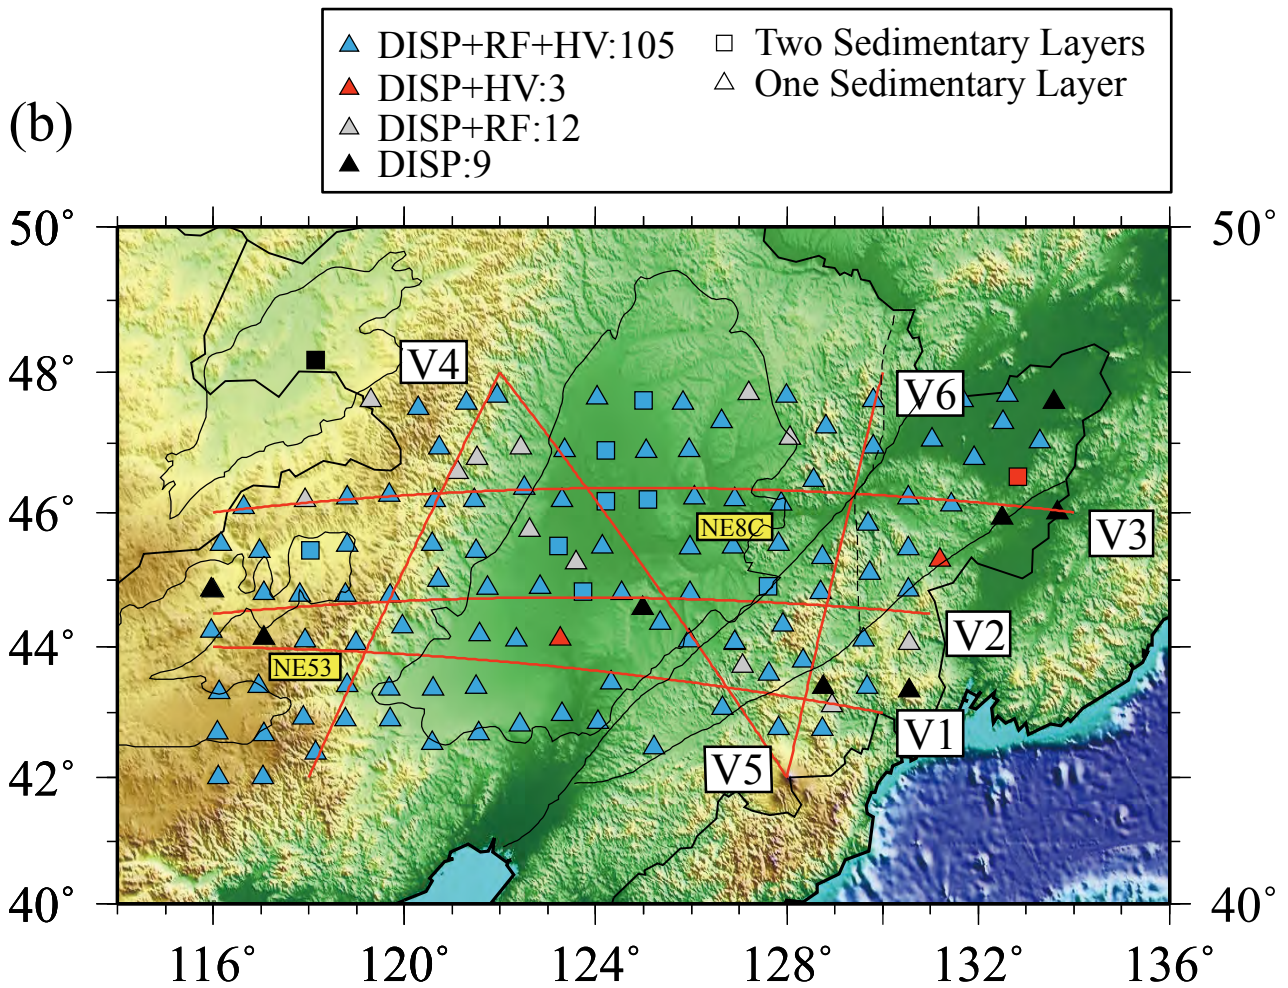 DISP+RF+HV:105
DISP+HV:3
DISP+RF:12
DISP:9
Two Sedimentary Layers
One Sedimentary Layer
(b)
50°
50°
48°
46°
44°
42°
40°
40°
V4
V6
NE8C
V3
V2
NE53
V1
V5
116°
120°
124°
128°
132°
136°